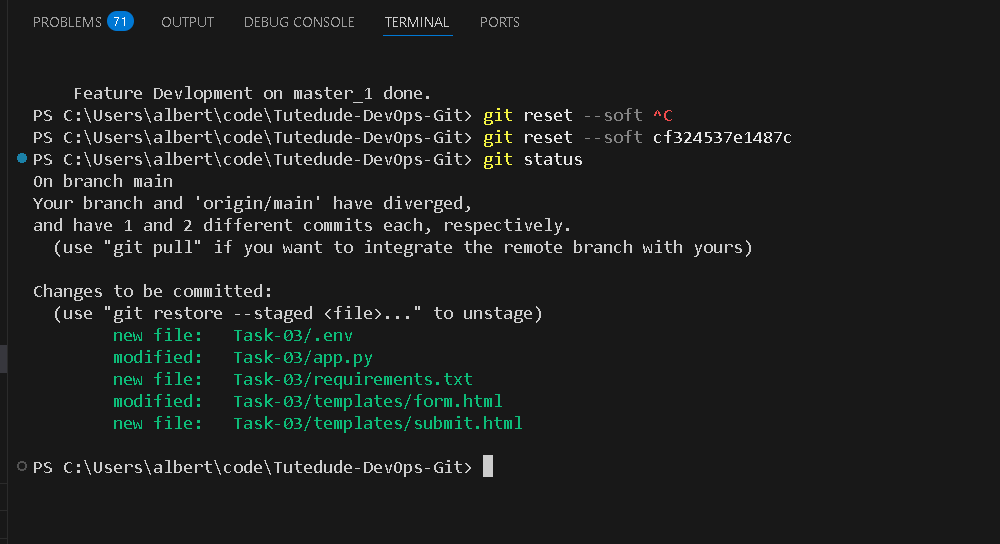 PROBLEMS 71 OUTPUT DEBUG CONSOLE TERMINAL PORTS
Feature Devlopment on master_1 done.
PS C:\Users\albert\code\Tutedude-DevOps-Git> git reset --soft ^C
PS C:\Users\albert\code\Tutedude-DevOps-Git> git reset --soft cf324537e1487c
PS C:\Users\albert\code\Tutedude-DevOps-Git> git status
On branch main
Your branch and 'origin/main' have diverged,
and have 1 and 2 different commits each, respectively.
  (use "git pull" if you want to integrate the remote branch with yours)

Changes to be committed:
  (use "git restore --staged <file>..." to unstage)
        new file:   Task-03/.env
        modified:   Task-03/app.py
        new file:   Task-03/requirements.txt
        modified:   Task-03/templates/form.html
        new file:   Task-03/templates/submit.html

PS C:\Users\albert\code\Tutedude-DevOps-Git>